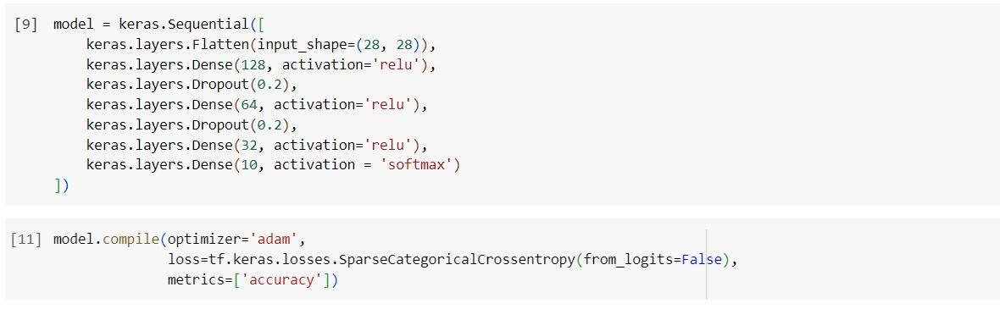 [9] model = keras.Sequential([
keras.layers.Flatten(input_shape=(28, 28)),
keras.layers.Dense(128, activation='relu'),
keras.layers.Dropout(0.2),
keras.layers.Dense(64, activation='relu'),
keras.layers.Dropout(0.2),
keras.layers.Dense(32, activation='relu'),
keras.layers.Dense(10, activation = 'softmax')
])
[11] model.compile(optimizer='adam',
loss=tf.keras.losses.SparseCategoricalCrossentropy(from_logits=False),
metrics=['accuracy'])